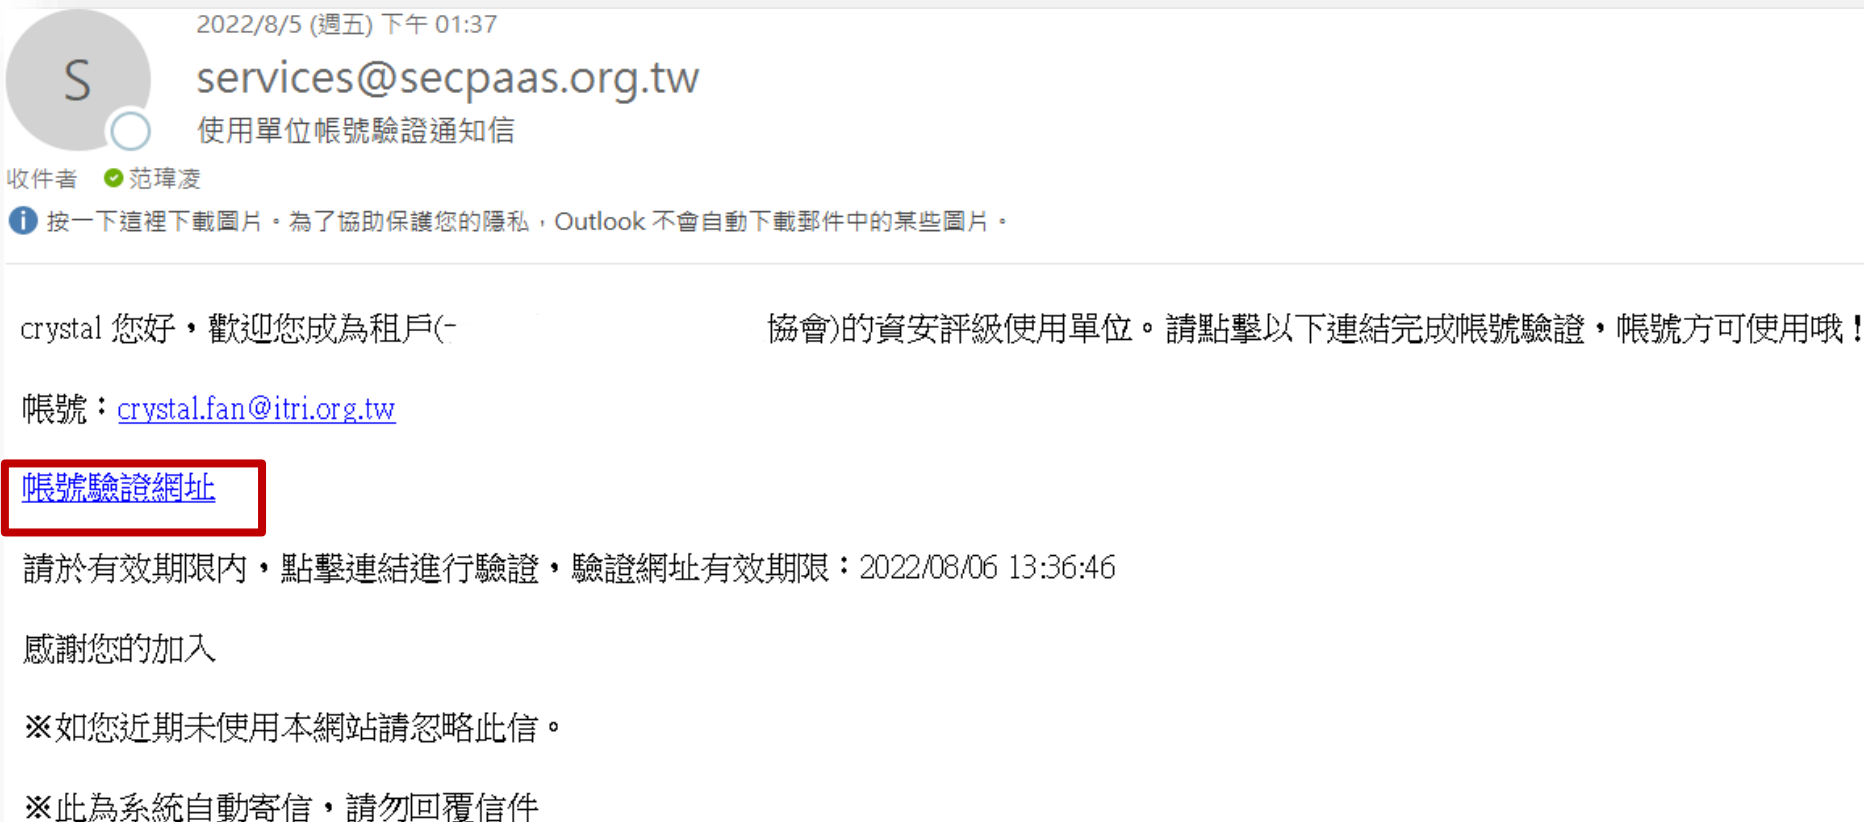 2022/8/5 (週五) 下午 01:37
S
services@secpaas.org.tw
使用單位帳號驗證通知信
收件者 范瑋凌
按一下這裡下載圖片。為了協助保護您的隱私，Outlook 不會自動下載郵件中的某些圖片。
crystal 您好，歡迎您成為租戶( 協會)的資安評級使用單位。請點擊以下連結完成帳號驗證，帳號方可使用哦！
帳號：crystal.fan@itri.org.tw
帳號驗證網址
請於有效期限內，點擊連結進行驗證，驗證網址有效期限：2022/08/06 13:36:46
感謝您的加入
※如您近期未使用本網站請忽略此信。
※此為系統自動寄信，請勿回覆信件